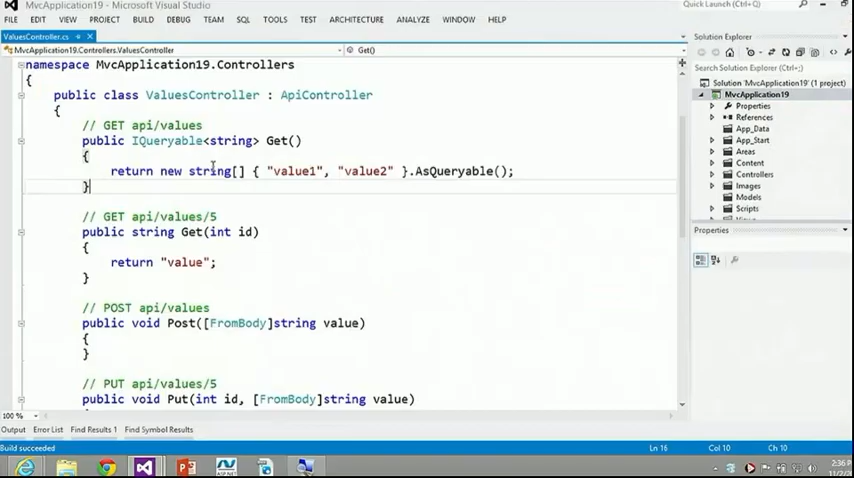 MvcApplication19 - Microsoft Visual Studio
Quick Launch (Ctrl+Q)
FILE EDIT VIEW PROJECT BUILD DEBUG TEAM SQL TOOLS TEST ARCHITECTURE ANALYZE WINDOW HELP
ValuesController.cs
MvcApplication19.Controllers.ValuesController
Get()
namespace MvcApplication19.Controllers
{
public class ValuesController : ApiController
{
// GET api/values
public IQueryable<string> Get()
{
return new string[] { "value1", "value2" }.AsQueryable();
}
// GET api/values/5
public string Get(int id)
{
return "value";
}
// POST api/values
public void Post([FromBody]string value)
{
}
// PUT api/values/5
public void Put(int id, [FromBody]string value)
100 %
Solution Explorer
Search Solution Explorer (Ctrl+;)
Solution 'MvcApplication19' (1 project)
MvcApplication19
Properties
References
App_Data
App_Start
Areas
Content
Controllers
Images
Models
Scripts
Properties
Output Error List Find Results 1 Find Symbol Results
Build succeeded
Ln 16 Col 10 Ch 10
2:36 PM